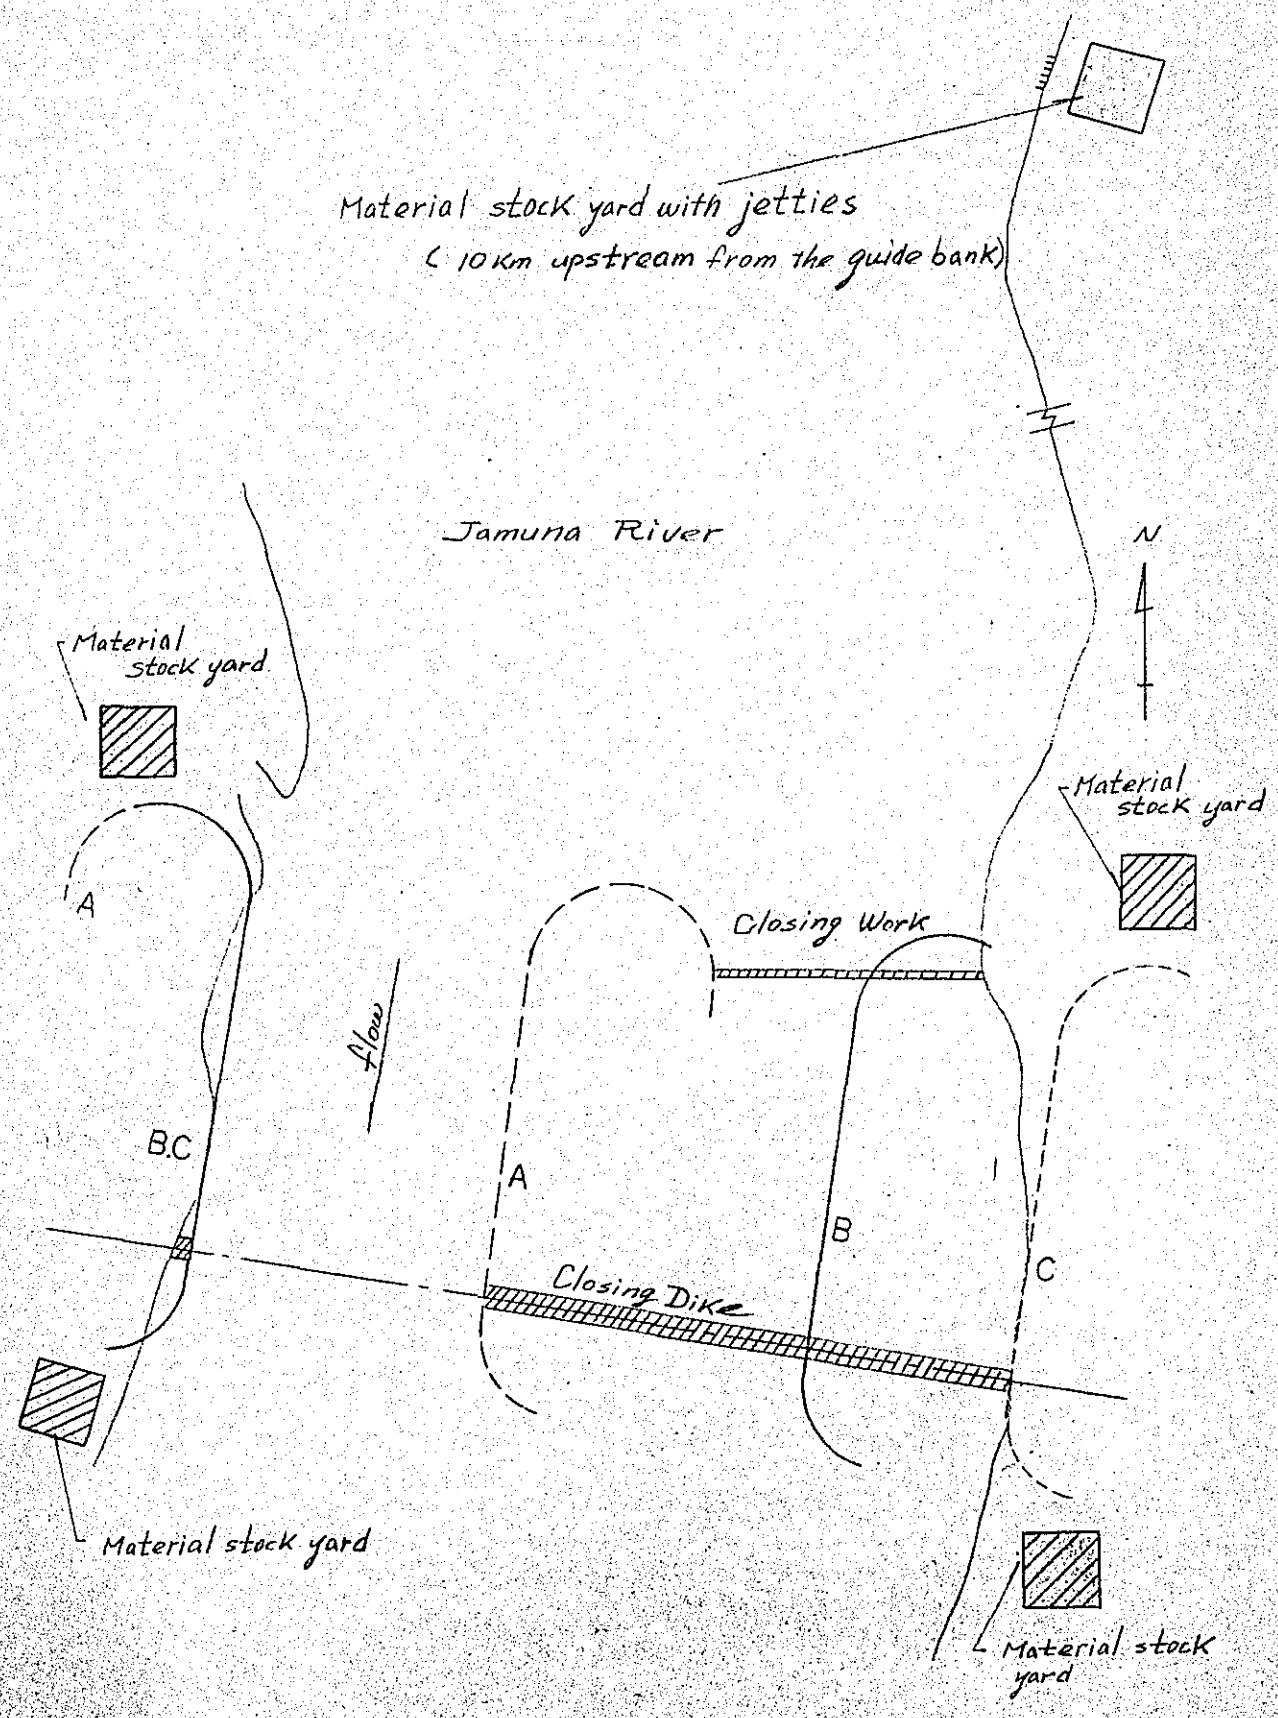 Material stock yard with jetties
( 10 Km upstream from the guide bank)
Jamuna River
N
Material
stock yard.
Material
stock yard
A
Closing Work
flow
B.C
A
B
C
Closing Dike
Material stock yard
Material stock
yard